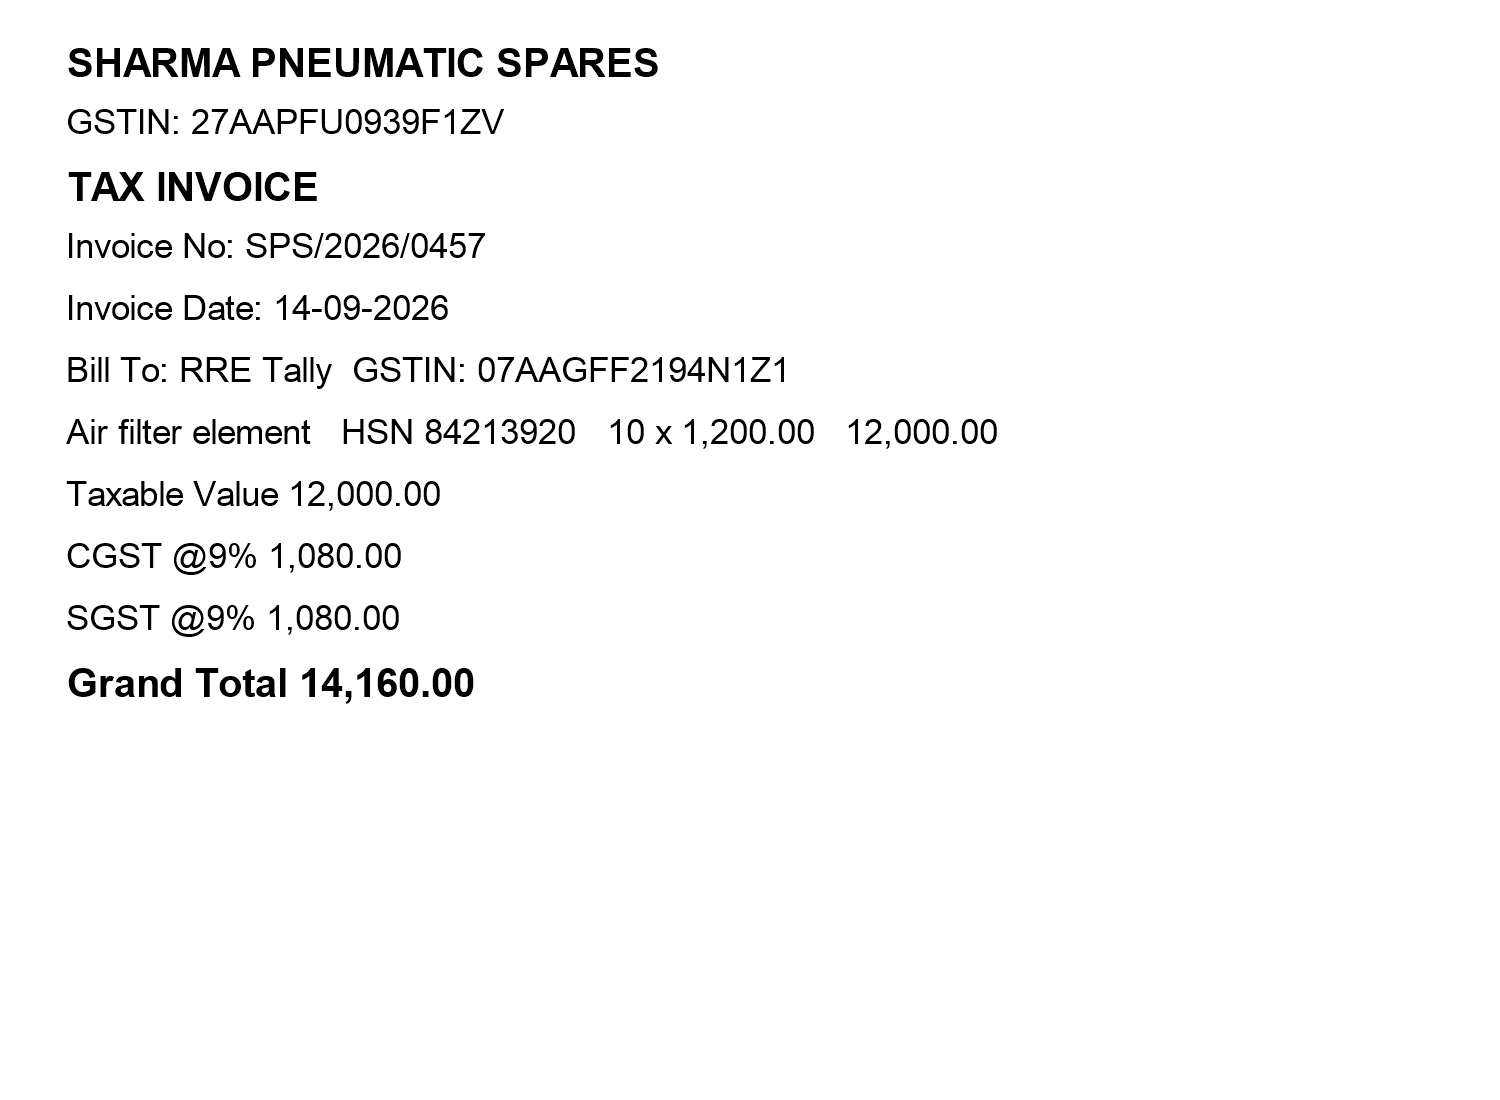 SHARMA PNEUMATIC SPARES
GSTIN: 27AAPFU0939F1ZV
TAX INVOICE
Invoice No: SPS/2026/0457
Invoice Date: 14-09-2026
Bill To: RRE Tally  GSTIN: 07AAGFF2194N1Z1
Air filter element   HSN 84213920   10 x 1,200.00   12,000.00
Taxable Value 12,000.00
CGST @9% 1,080.00
SGST @9% 1,080.00
Grand Total 14,160.00